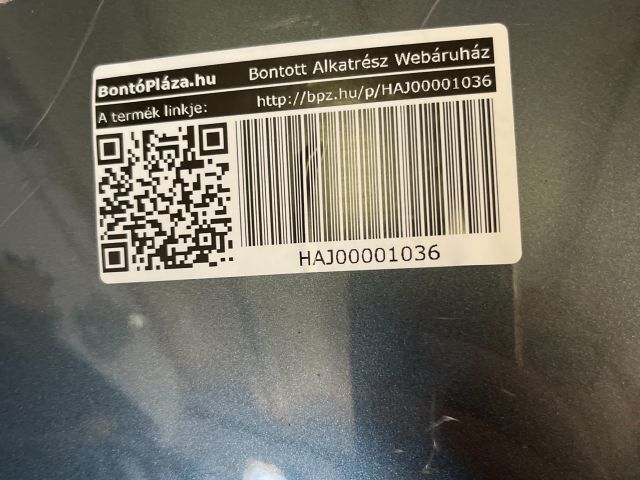 BontóPláza.hu Bontott Alkatrész Webáruház
A termék linkje: http://bpz.hu/p/HAJ00001036
HAJ00001036